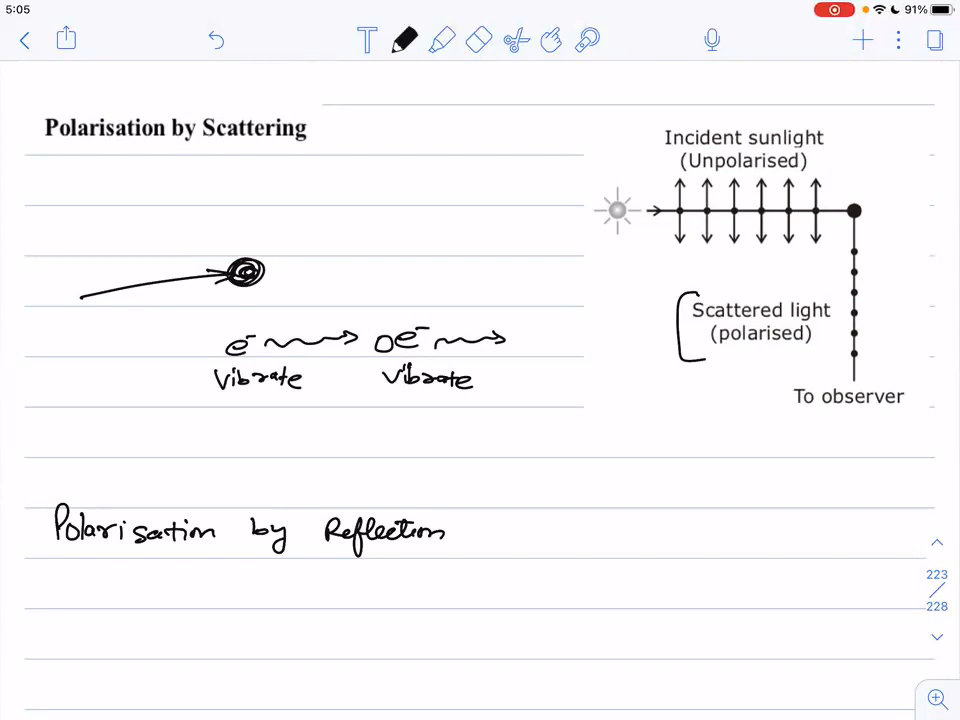 5:05
91%
T
Polarisation by Scattering
Incident sunlight
(Unpolarised)
e⁻ e⁻
Vibrate Vibrate
Scattered light
(polarised)
To observer
Polarisation by Reflection
223
228